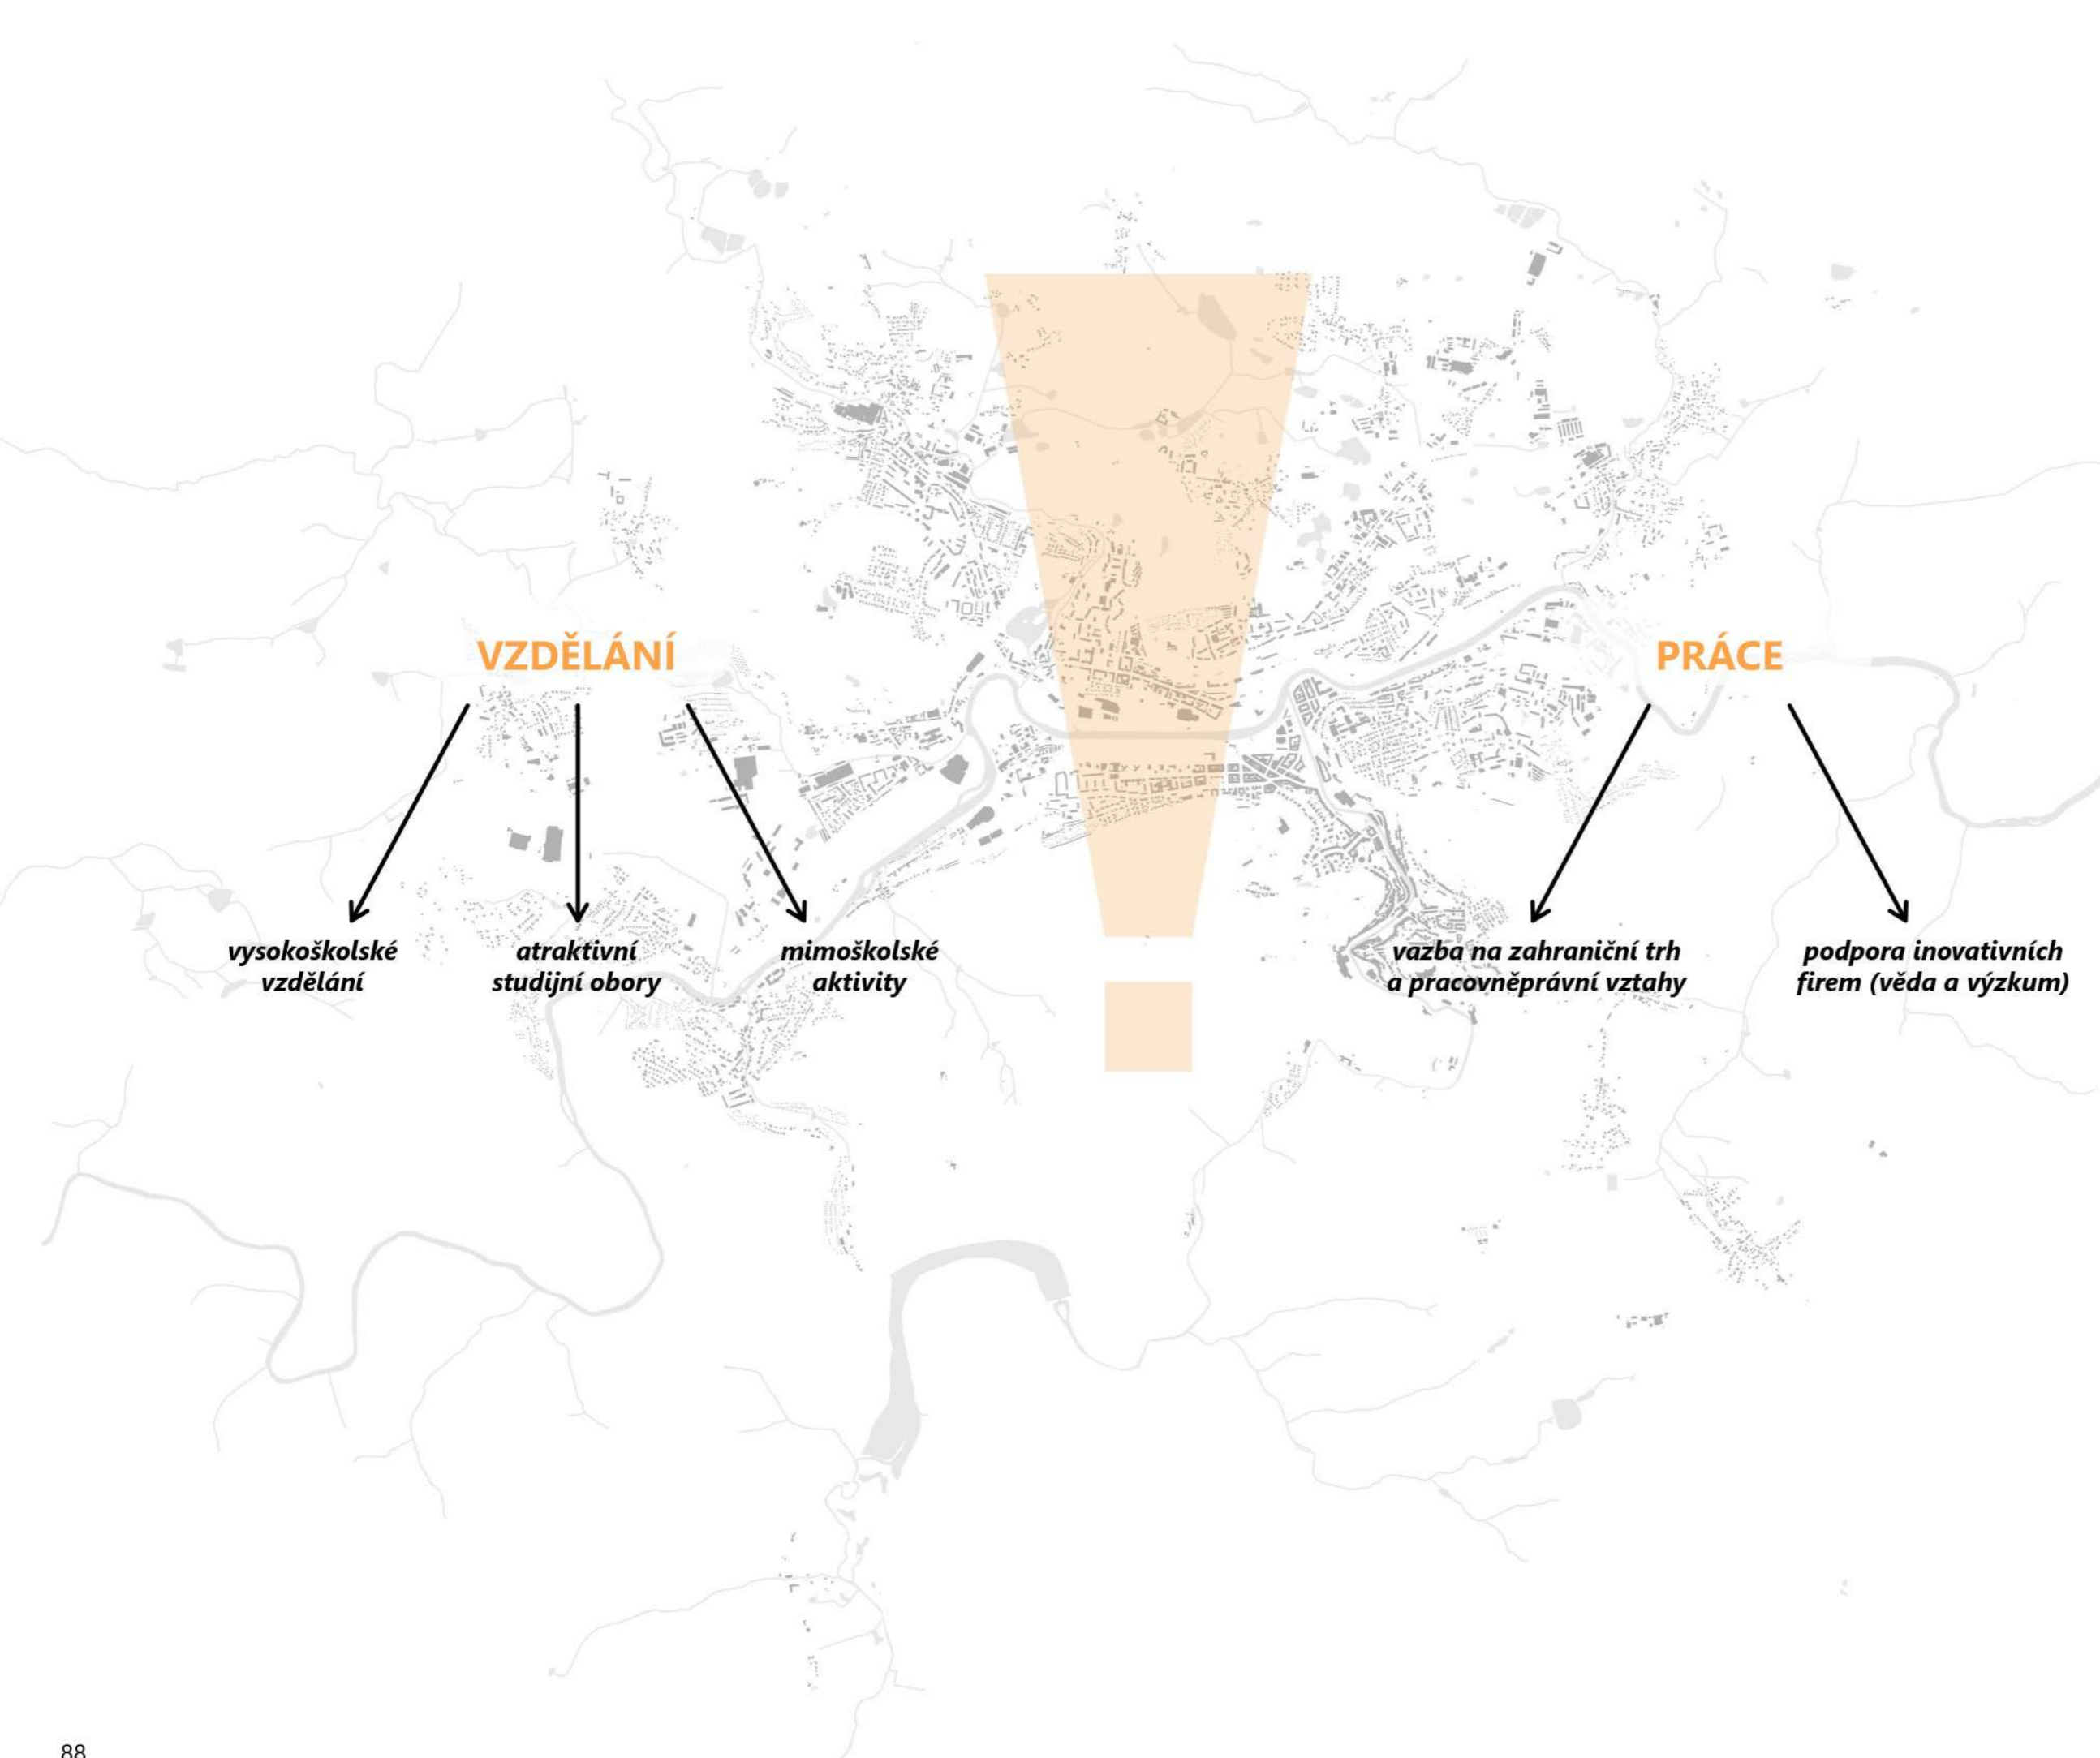 VZDĚLÁNÍ
PRÁCE
vysokoškolské
vzdělání
atraktivní
studijní obory
mimoškolské
aktivity
vazba na zahraniční trh
a pracovněprávní vztahy
podpora inovativních
firem (věda a výzkum)
!
88